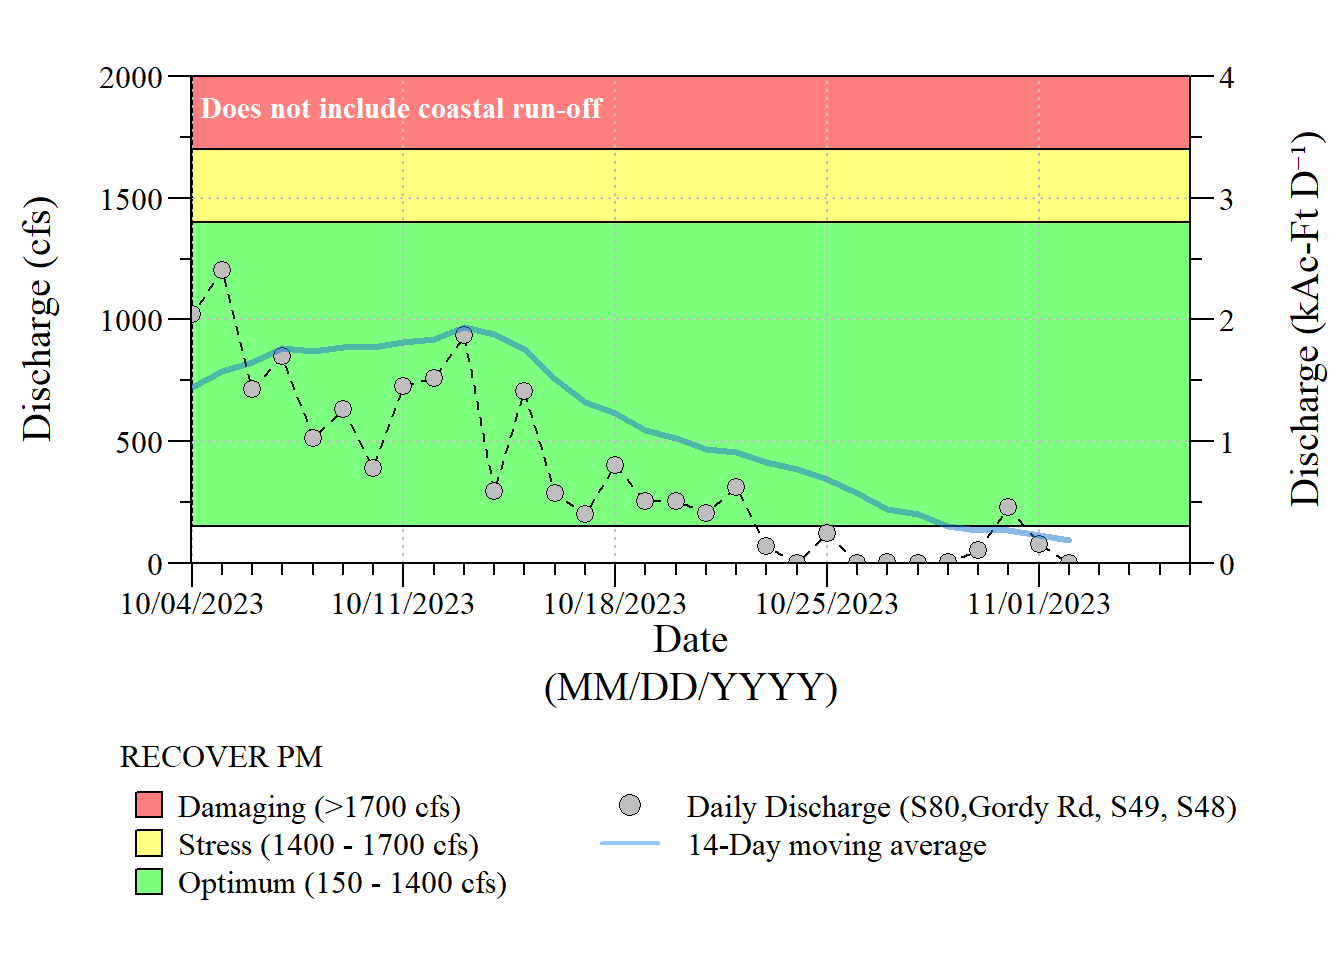 Does not include coastal run-off
2000
1500
1000
500
0
4
3
2
1
0
Discharge (cfs)
Discharge (kAc-Ft D⁻¹)
10/04/2023 10/11/2023 10/18/2023 10/25/2023 11/01/2023
Date
(MM/DD/YYYY)
RECOVER PM
Damaging (>1700 cfs)
Stress (1400 - 1700 cfs)
Optimum (150 - 1400 cfs)
Daily Discharge (S80,Gordy Rd, S49, S48)
14-Day moving average